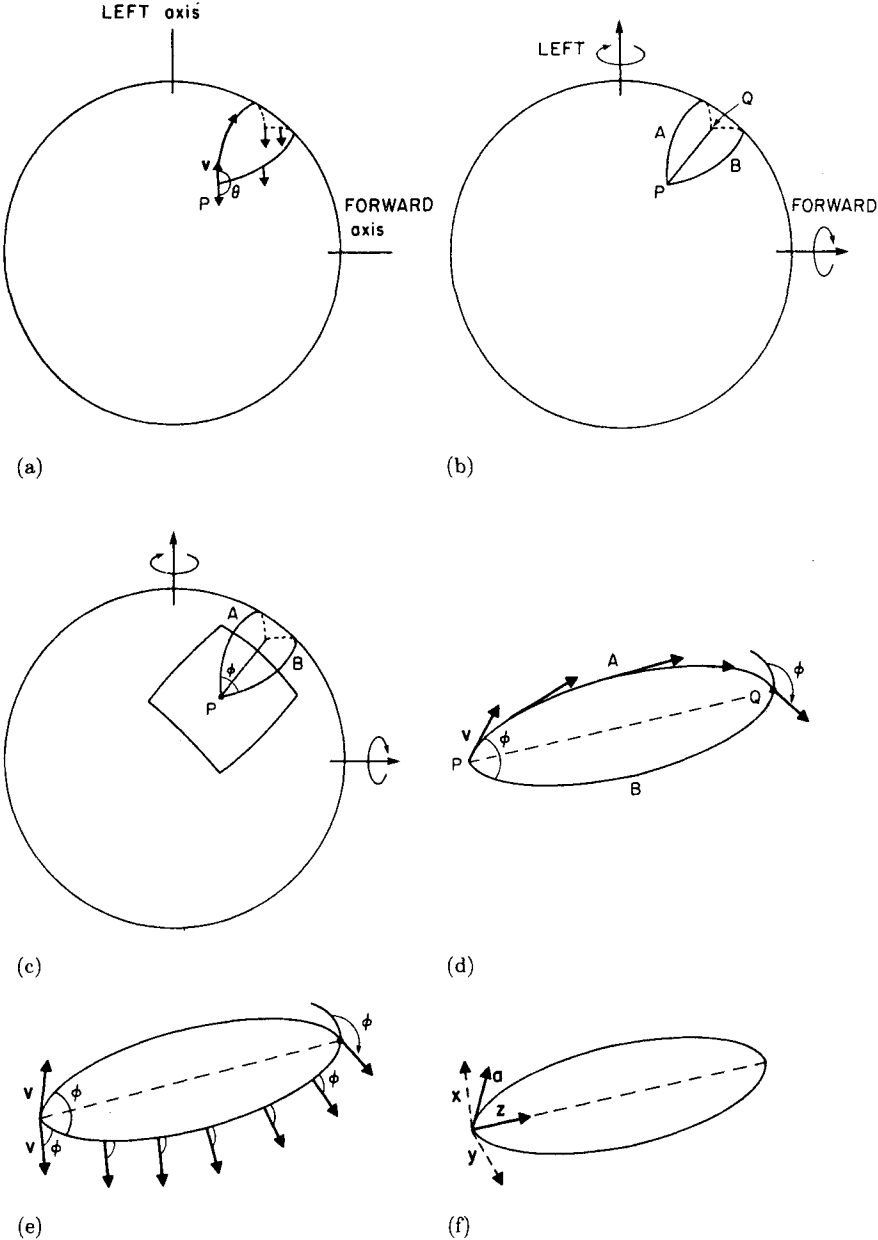 LEFT axis
v
θ
P
FORWARD
axis
(a)
LEFT
Q
A
B
P
FORWARD
(b)
A
B
ϕ
P
(c)
A
ϕ
v
Q
P
ϕ
B
(d)
ϕ
v
ϕ
ϕ
v
ϕ
(e)
a
x
z
y
(f)